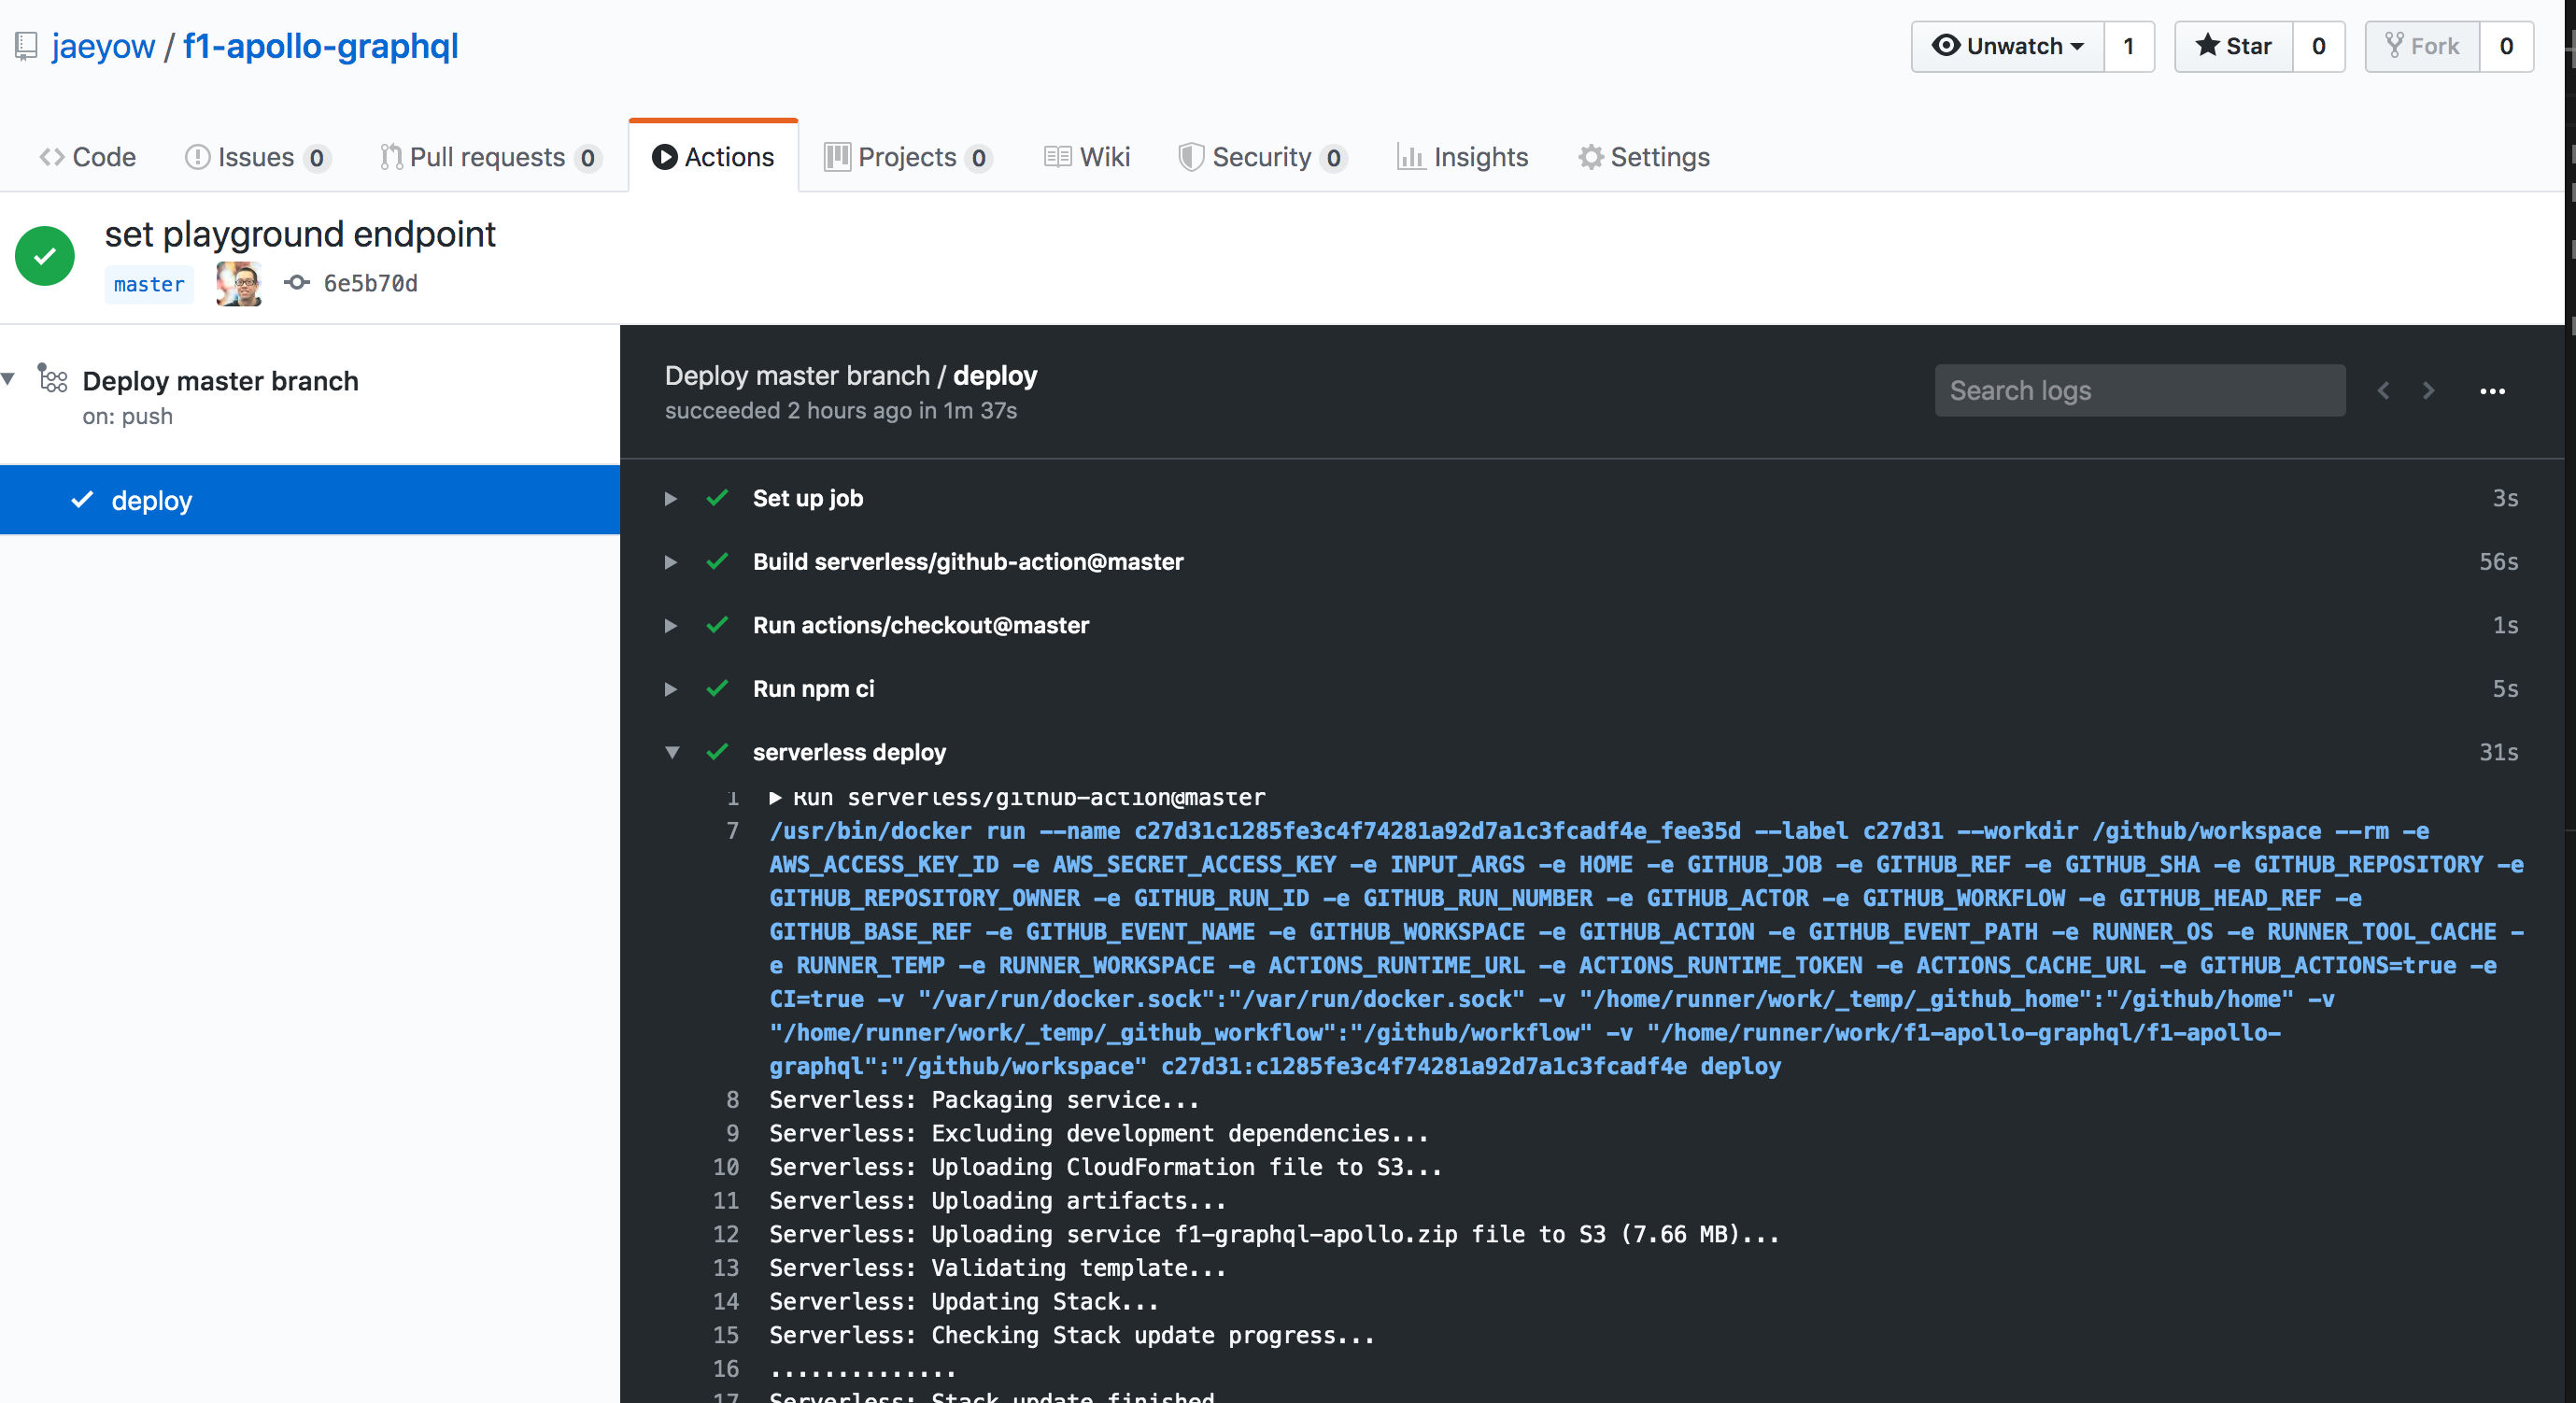 jaeyow / f1-apollo-graphql
Unwatch 1
Star 0
Fork 0
Code
Issues 0
Pull requests 0
Actions
Projects 0
Wiki
Security 0
Insights
Settings
set playground endpoint
master 6e5b70d
Deploy master branch
on: push
deploy
Deploy master branch / deploy
succeeded 2 hours ago in 1m 37s
Search logs
Set up job 3s
Build serverless/github-action@master 56s
Run actions/checkout@master 1s
Run npm ci 5s
serverless deploy 31s
1 Run serverless/github-action@master
7 /usr/bin/docker run --name c27d31c1285fe3c4f74281a92d7a1c3fcadf4e_fee35d --label c27d31 --workdir /github/workspace --rm -e
AWS_ACCESS_KEY_ID -e AWS_SECRET_ACCESS_KEY -e INPUT_ARGS -e HOME -e GITHUB_JOB -e GITHUB_REF -e GITHUB_SHA -e GITHUB_REPOSITORY -e
GITHUB_REPOSITORY_OWNER -e GITHUB_RUN_ID -e GITHUB_RUN_NUMBER -e GITHUB_ACTOR -e GITHUB_WORKFLOW -e GITHUB_HEAD_REF -e
GITHUB_BASE_REF -e GITHUB_EVENT_NAME -e GITHUB_WORKSPACE -e GITHUB_ACTION -e GITHUB_EVENT_PATH -e RUNNER_OS -e RUNNER_TOOL_CACHE -
e RUNNER_TEMP -e RUNNER_WORKSPACE -e ACTIONS_RUNTIME_URL -e ACTIONS_RUNTIME_TOKEN -e ACTIONS_CACHE_URL -e GITHUB_ACTIONS=true -e
CI=true -v "/var/run/docker.sock":"/var/run/docker.sock" -v "/home/runner/work/_temp/_github_home":"/github/home" -v
"/home/runner/work/_temp/_github_workflow":"/github/workflow" -v "/home/runner/work/f1-apollo-graphql/f1-apollo-
graphql":"/github/workspace" c27d31:c1285fe3c4f74281a92d7a1c3fcadf4e deploy
8 Serverless: Packaging service...
9 Serverless: Excluding development dependencies...
10 Serverless: Uploading CloudFormation file to S3...
11 Serverless: Uploading artifacts...
12 Serverless: Uploading service f1-graphql-apollo.zip file to S3 (7.66 MB)...
13 Serverless: Validating template...
14 Serverless: Updating Stack...
15 Serverless: Checking Stack update progress...
16 ..............
17 Serverless: Stack update finished